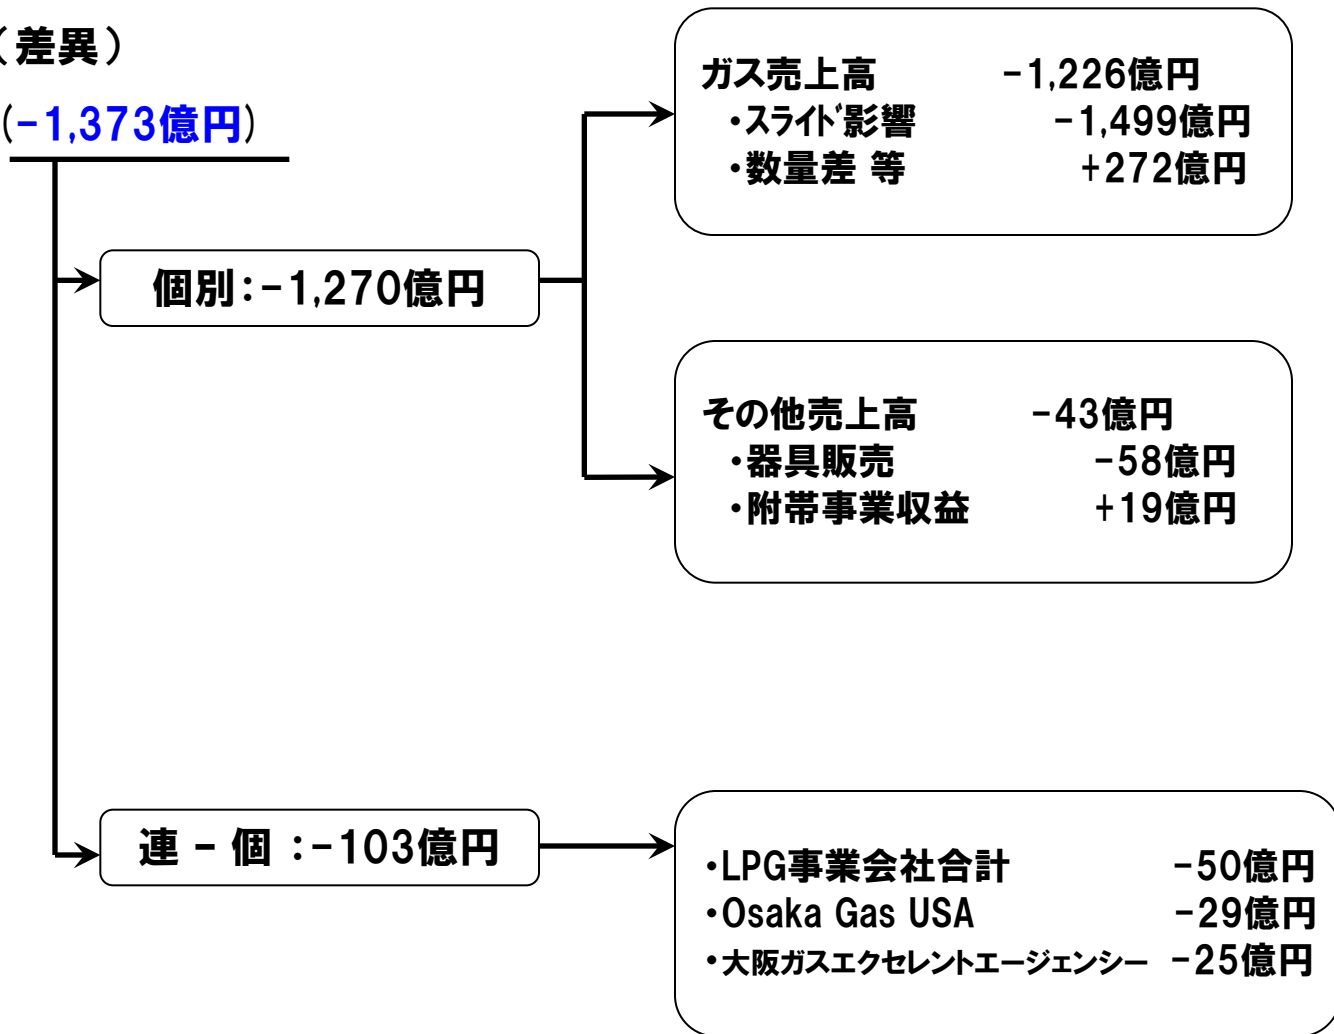 （差異）
(-1,373億円)
ガス売上高 -1,226億円
・スライド影響 -1,499億円
・数量差 等 +272億円
個別：-1,270億円
その他売上高 -43億円
・器具販売 -58億円
・附帯事業収益 +19億円
連 - 個 ：-103億円
・LPG事業会社合計 -50億円
・Osaka Gas USA -29億円
・大阪ガスエクセレントエージェンシー -25億円